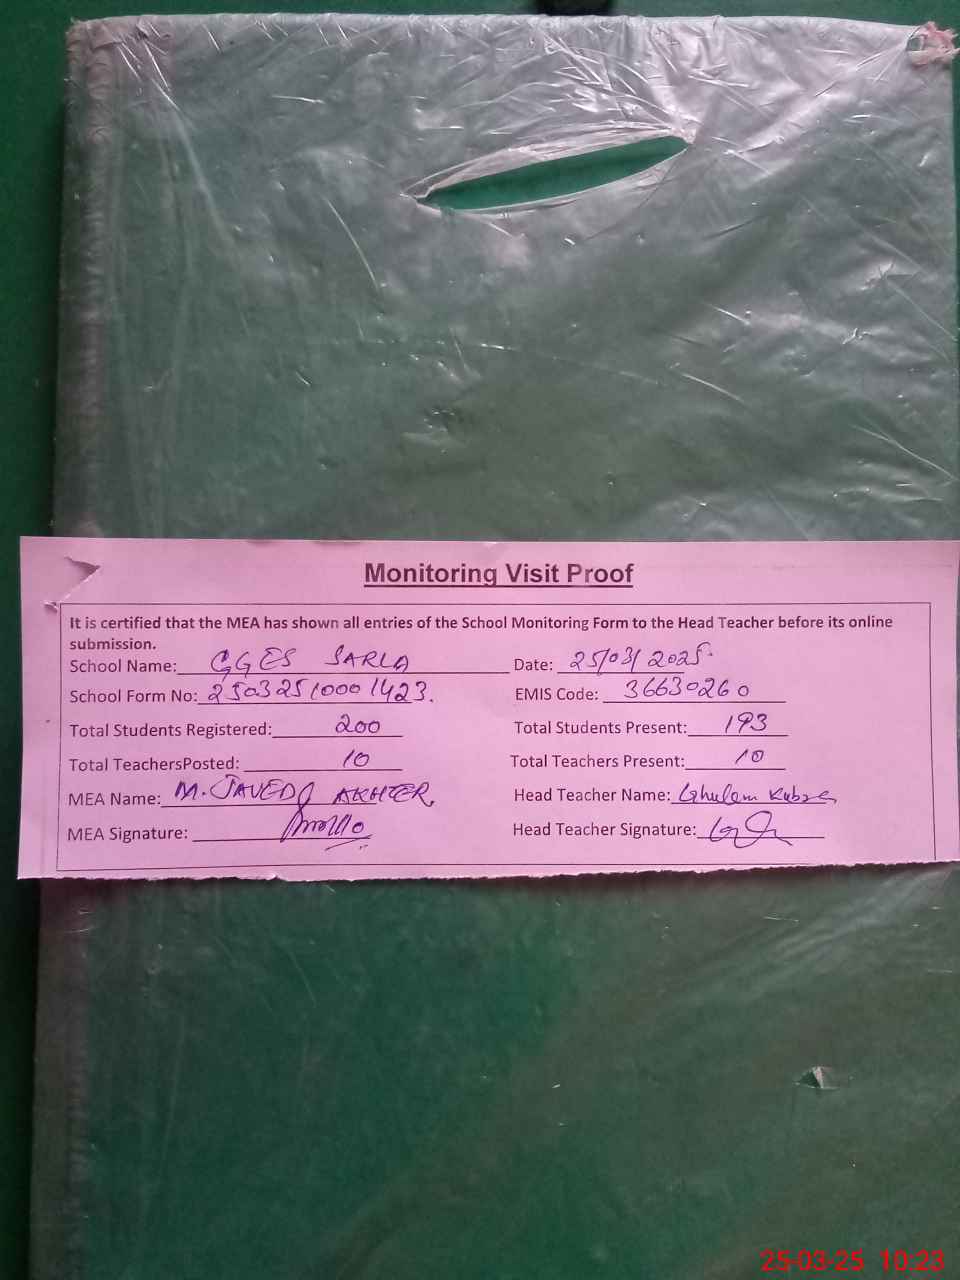 Monitoring Visit Proof
It is certified that the MEA has shown all entries of the School Monitoring Form to the Head Teacher before its online
submission.
School Name: GGES SARLA Date: 25/03/2025
School Form No: 25032510001423. EMIS Code: 36630260
Total Students Registered: 200 Total Students Present: 193
Total TeachersPosted: 10 Total Teachers Present: 10
MEA Name: M. JAVED AKHTER Head Teacher Name: Ghulam Kubra
MEA Signature: Head Teacher Signature:
25-03-25 10:23